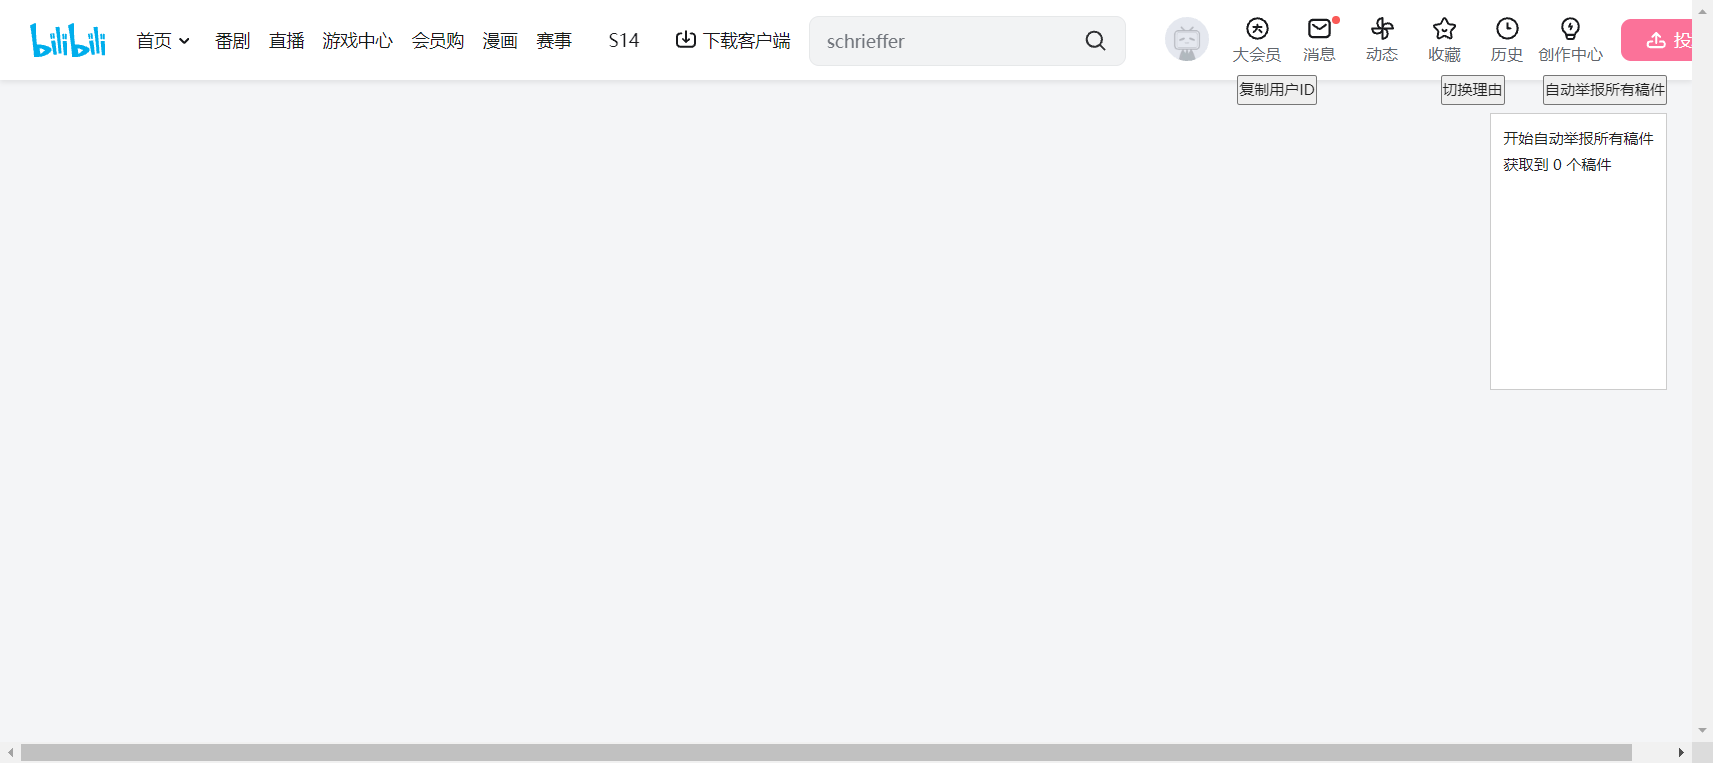 bilibili 首页 番剧 直播 游戏中心 会员购 漫画 赛事 S14 下载客户端 schrieffer 大会员 消息 动态 收藏 历史 创作中心 投
复制用户ID 切换理由 自动举报所有稿件
开始自动举报所有稿件
获取到 0 个稿件